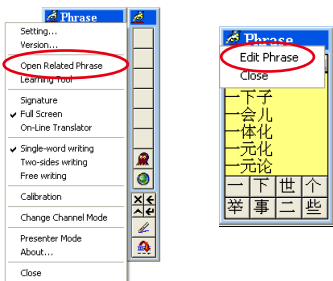 Phrase
Setting...
Version...
Open Related Phrase
Learning Tool
Signature
Full Screen
On-Line Translator
Single-word writing
Two-sides writing
Free writing
Calibration
Change Channel Mode
Presenter Mode
About...
Close
Phrase
Edit Phrase
Close
一下子
一会儿
一体化
一元化
一元论
一 下 世 个
举 事 二 些